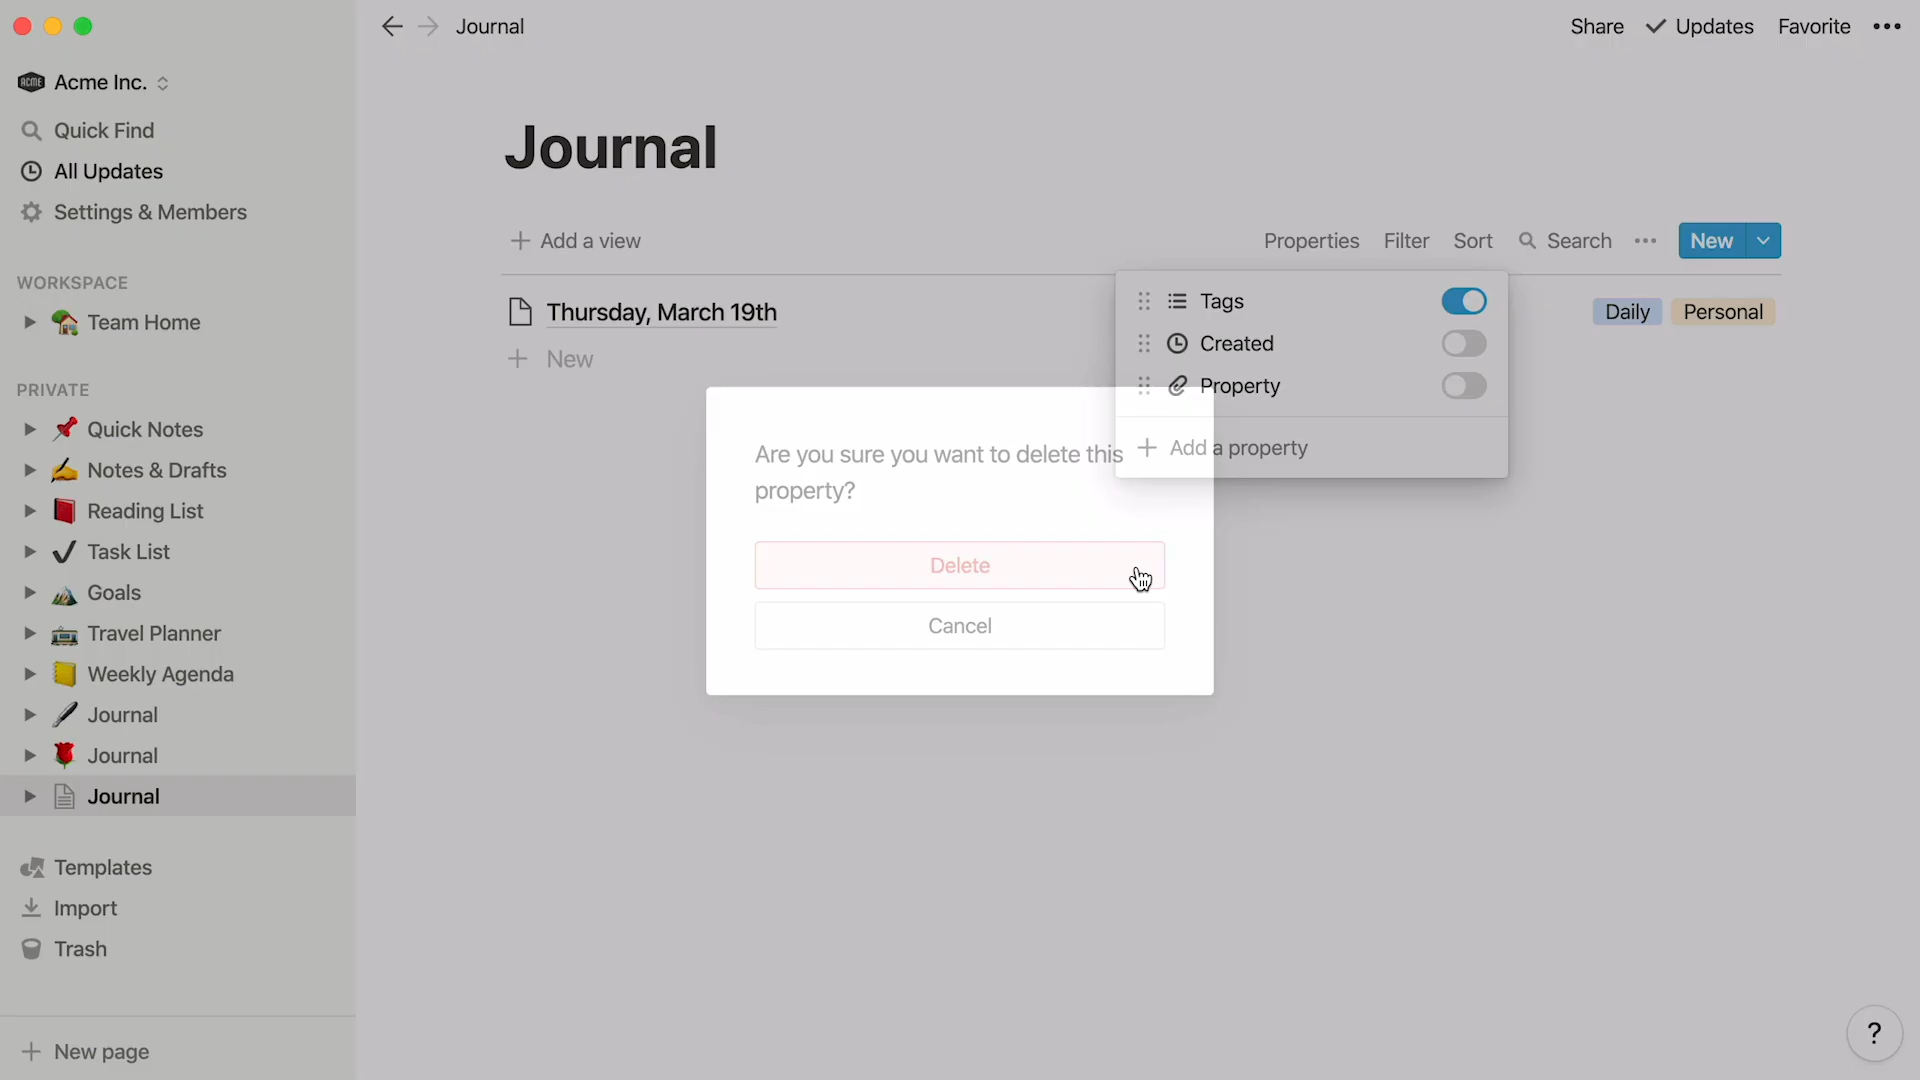 Journal
Share
Updates
Favorite
ACME
Acme Inc.
Quick Find
All Updates
Settings & Members
WORKSPACE
Team Home
PRIVATE
Quick Notes
Notes & Drafts
Reading List
Task List
Goals
Travel Planner
Weekly Agenda
Journal
Journal
Journal
Templates
Import
Trash
New page
Journal
Add a view
Properties
Filter
Sort
Search
New
Thursday, March 19th
Daily
Personal
New
Tags
Created
Property
Add a property
Are you sure you want to delete this
property?
Delete
Cancel
?